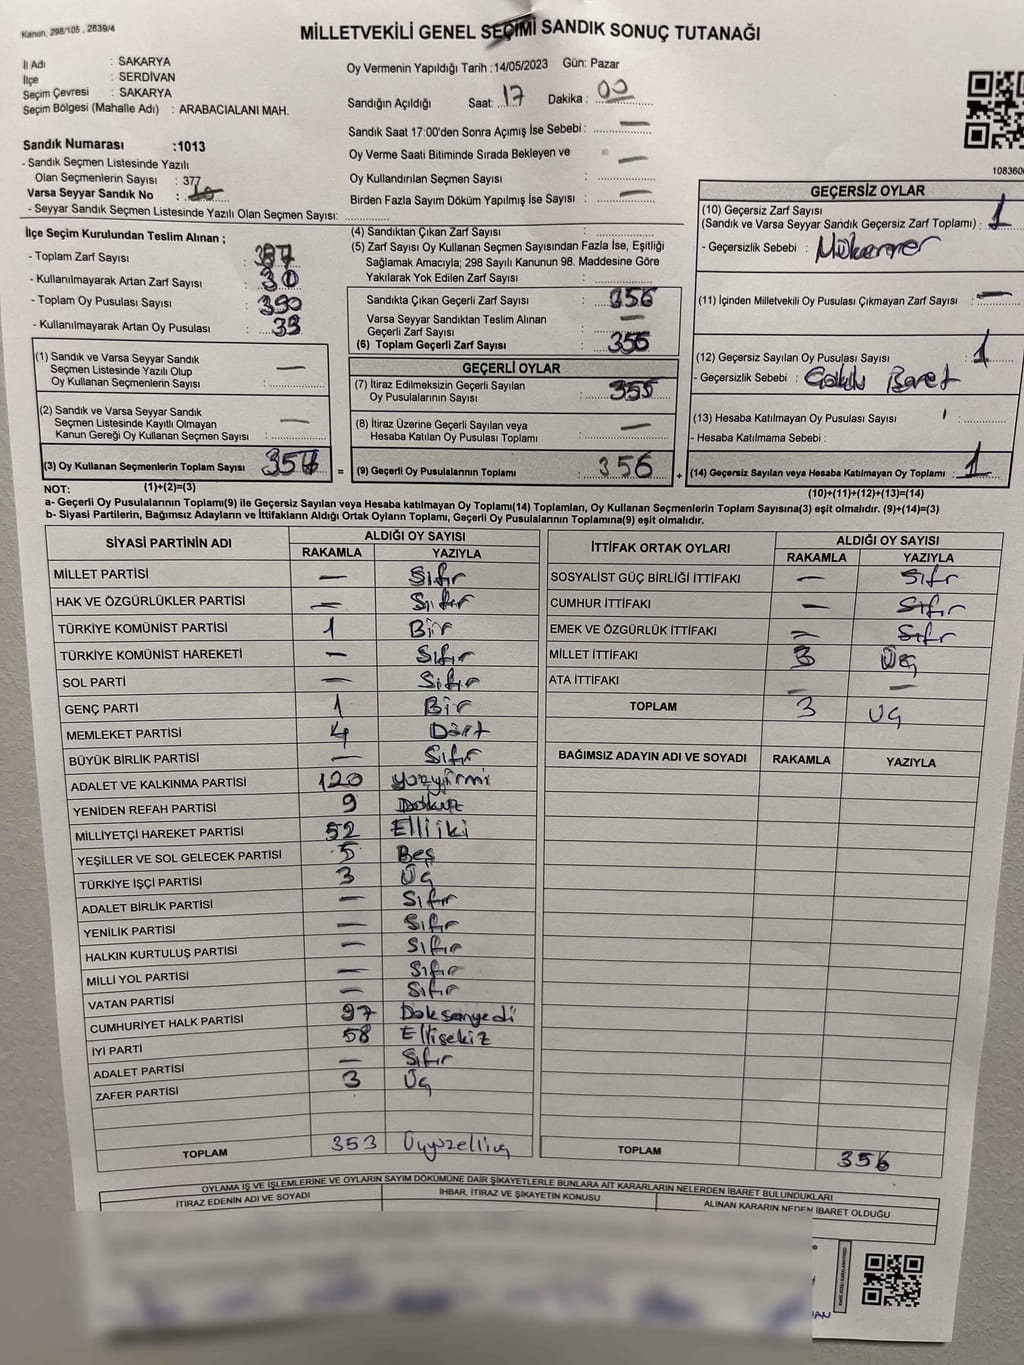 Kanun, 298/105 , 2839/4
MİLLETVEKİLİ GENEL SEÇİMİ SANDIK SONUÇ TUTANAĞI
İl Adı : SAKARYA
İlçe : SERDİVAN
Seçim Çevresi : SAKARYA
Seçim Bölgesi (Mahalle Adı) : ARABACIALANI MAH.
Sandık Numarası :1013
- Sandık Seçmen Listesinde Yazılı
Olan Seçmenlerin Sayısı : 377
Varsa Seyyar Sandık No :
- Seyyar Sandık Seçmen Listesinde Yazılı Olan Seçmen Sayısı:
Oy Vermenin Yapıldığı Tarih :14/05/2023 Gün: Pazar
Sandığın Açıldığı Saat: 17 Dakika : 00
Sandık Saat 17:00'den Sonra Açımış İse Sebebi : —
Oy Verme Saati Bitiminde Sırada Bekleyen ve —
Oy Kullandırılan Seçmen Sayısı :
Birden Fazla Sayım Döküm Yapılmış İse Sayısı : —
108360
İlçe Seçim Kurulundan Teslim Alınan ;
- Toplam Zarf Sayısı : 387
- Kullanılmayarak Artan Zarf Sayısı : 30
- Toplam Oy Pusulası Sayısı : 390
- Kullanılmayarak Artan Oy Pusulası : 33
(1) Sandık ve Varsa Seyyar Sandık
Seçmen Listesinde Yazılı Olup —
Oy Kullanan Seçmenlerin Sayısı :
(2) Sandık ve Varsa Seyyar Sandık
Seçmen Listesinde Kayıtlı Olmayan —
Kanun Gereği Oy Kullanan Seçmen Sayısı :
(3) Oy Kullanan Seçmenlerin Toplam Sayısı
(1)+(2)=(3)
(4) Sandıktan Çıkan Zarf Sayısı :
(5) Zarf Sayısı Oy Kullanan Seçmen Sayısından Fazla İse, Eşitliği
Sağlamak Amacıyla; 298 Sayılı Kanunun 98. Maddesine Göre
Yakılarak Yok Edilen Zarf Sayısı :
Sandıkta Çıkan Geçerli Zarf Sayısı : 356
Varsa Seyyar Sandıktan Teslim Alınan —
Geçerli Zarf Sayısı :
(6) Toplam Geçerli Zarf Sayısı : 356
GEÇERLİ OYLAR
(7) İtiraz Edilmeksizin Geçerli Sayılan 355
Oy Pusulalarının Sayısı :
(8) İtiraz Üzerine Geçerli Sayılan veya —
Hesaba Katılan Oy Pusulası Toplamı :
= (9) Geçerli Oy Pusulalarının Toplamı : 356 +
GEÇERSİZ OYLAR
(10) Geçersiz Zarf Sayısı
(Sandık ve Varsa Seyyar Sandık Geçersiz Zarf Toplamı) : 1
- Geçersizlik Sebebi : Mükerrer
(11) İçinden Milletvekili Oy Pusulası Çıkmayan Zarf Sayısı : —
(12) Geçersiz Sayılan Oy Pusulası Sayısı : 1
- Geçersizlik Sebebi :
(13) Hesaba Katılmayan Oy Pusulası Sayısı :
- Hesaba Katılmama Sebebi :
(14) Geçersiz Sayılan veya Hesaba Katılmayan Oy Toplamı : 1
(10)+(11)+(12)+(13)=(14)
NOT:
a- Geçerli Oy Pusulalarının Toplamı(9) ile Geçersiz Sayılan veya Hesaba katılmayan Oy Toplamı(14) Toplamları, Oy Kullanan Seçmenlerin Toplam Sayısına(3) eşit olmalıdır. (9)+(14)=(3)
b- Siyasi Partilerin, Bağımsız Adayların ve İttifakların Aldığı Ortak Oyların Toplamı, Geçerli Oy Pusulalarının Toplamına(9) eşit olmalıdır.
SİYASİ PARTİNİN ADI ALDIĞI OY SAYISI
RAKAMLA YAZIYLA
MİLLET PARTİSİ — Sıfır
HAK VE ÖZGÜRLÜKLER PARTİSİ — Sıfır
TÜRKİYE KOMÜNİST PARTİSİ 1 Bir
TÜRKİYE KOMÜNİST HAREKETİ — Sıfır
SOL PARTİ — Sıfır
GENÇ PARTİ 1 Bir
MEMLEKET PARTİSİ 4 Dört
BÜYÜK BİRLİK PARTİSİ — Sıfır
ADALET VE KALKINMA PARTİSİ 120 yüzyirmi
YENİDEN REFAH PARTİSİ 9 Dokuz
MİLLİYETÇİ HAREKET PARTİSİ 52 Elliiki
YEŞİLLER VE SOL GELECEK PARTİSİ 5 Beş
TÜRKİYE İŞÇİ PARTİSİ 3 Üç
ADALET BİRLİK PARTİSİ — Sıfır
YENİLİK PARTİSİ — Sıfır
HALKIN KURTULUŞ PARTİSİ — Sıfır
MİLLİ YOL PARTİSİ — Sıfır
VATAN PARTİSİ — Sıfır
CUMHURİYET HALK PARTİSİ 97 Doksanyedi
İYİ PARTİ 58 Ellisekiz
ADALET PARTİSİ — Sıfır
ZAFER PARTİSİ 3 Üç
TOPLAM 353 Üçyüzelliüç
İTTİFAK ORTAK OYLARI ALDIĞI OY SAYISI
RAKAMLA YAZIYLA
SOSYALİST GÜÇ BİRLİĞİ İTTİFAKI — Sıfır
CUMHUR İTTİFAKI — Sıfır
EMEK VE ÖZGÜRLÜK İTTİFAKI — Sıfır
MİLLET İTTİFAKI 3 Üç
ATA İTTİFAKI — —
TOPLAM 3 Üç
BAĞIMSIZ ADAYIN ADI VE SOYADI RAKAMLA YAZIYLA
TOPLAM 356
OYLAMA İŞ VE İŞLEMLERİNE VE OYLARIN SAYIM DÖKÜMÜNE DAİR ŞİKAYETLERLE BUNLARA AİT KARARLARIN NELERDEN İBARET BULUNDUKLARI
İTİRAZ EDENİN ADI VE SOYADI İHBAR, İTİRAZ VE ŞİKAYETİN KONUSU ALINAN KARARIN NEDEN İBARET OLDUĞU